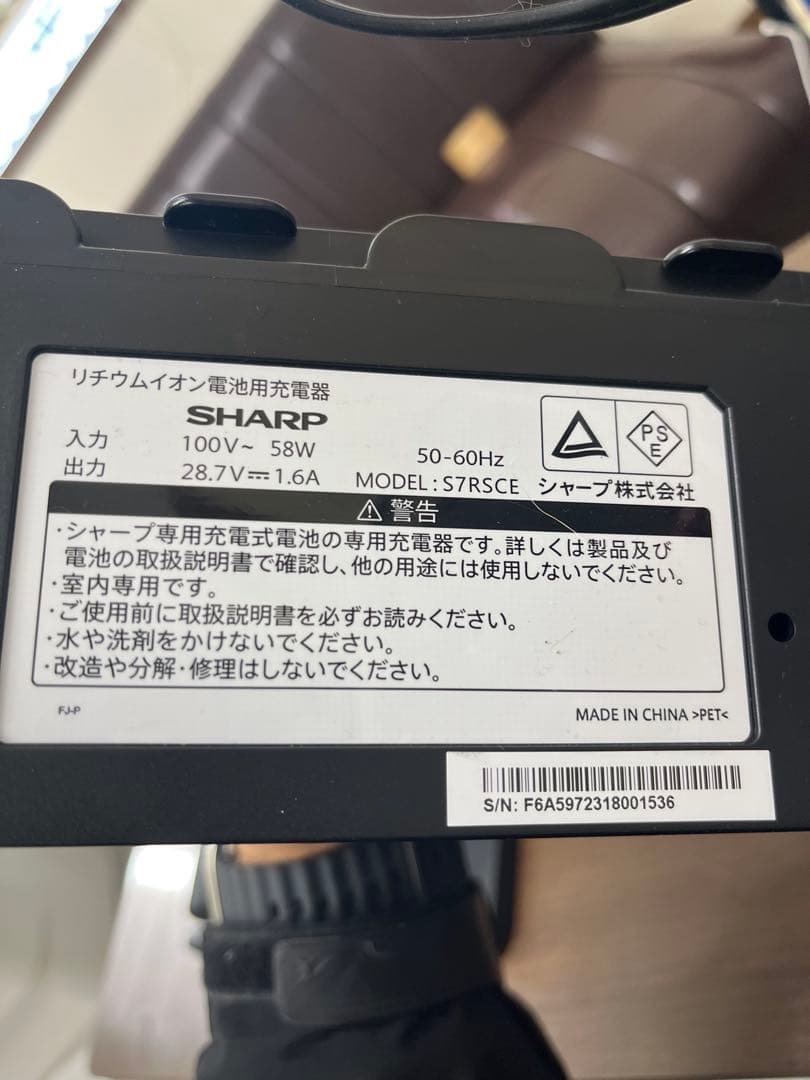 リチウムイオン電池用充電器
SHARP
入力 100V～ 58W 50-60Hz
出力 28.7V⎓1.6A MODEL : S7RSCE
PS
E
シャープ株式会社
⚠ 警告
・シャープ専用充電式電池の専用充電器です。詳しくは製品及び
電池の取扱説明書で確認し、他の用途には使用しないでください。
・室内専用です。
・ご使用前に取扱説明書を必ずお読みください。
・水や洗剤をかけないでください。
・改造や分解・修理はしないでください。
FJ-P
MADE IN CHINA >PET<
S/N: F6A5972318001536